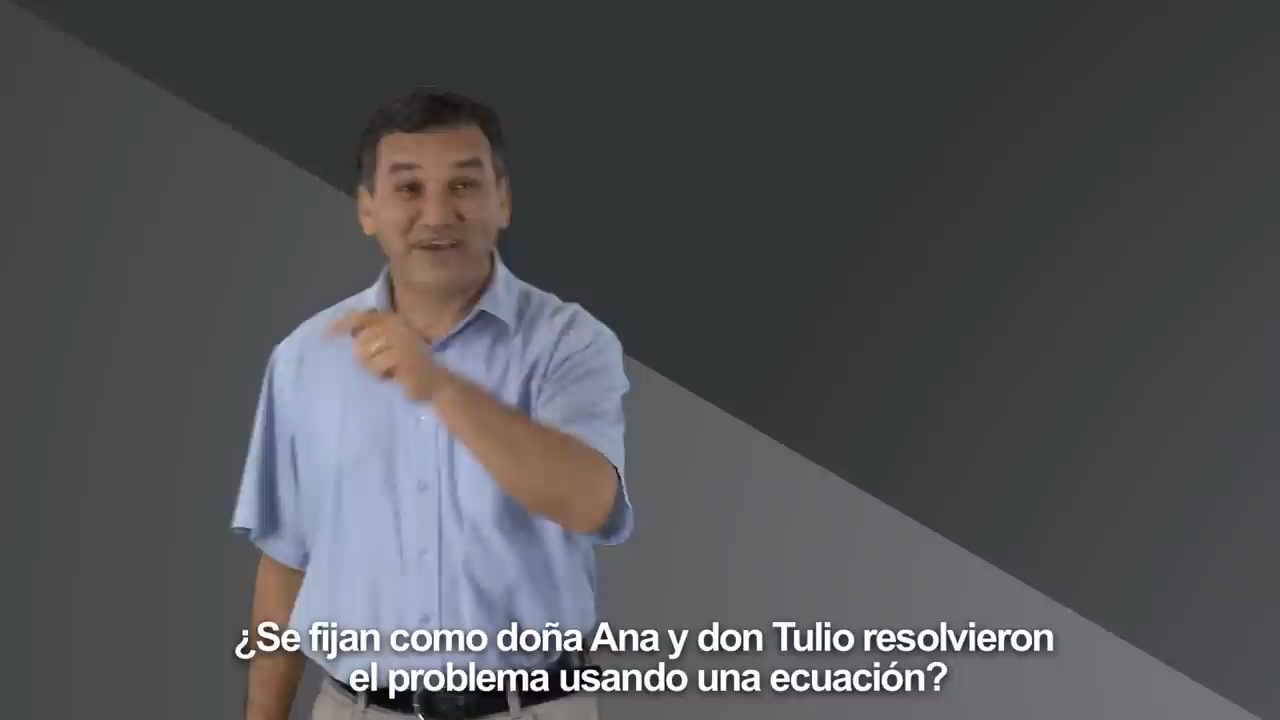 ¿Se fijan como doña Ana y don Tulio resolvieron
el problema usando una ecuación?